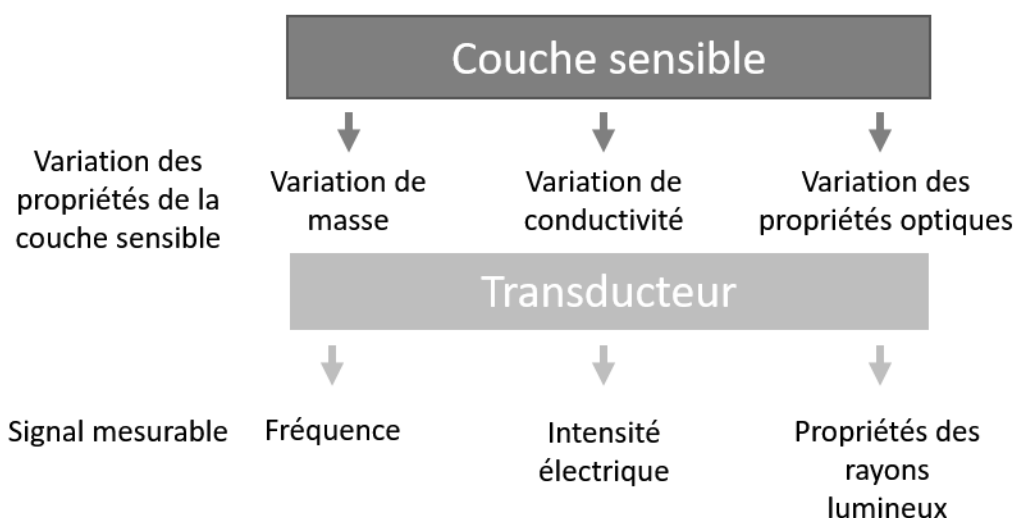 Couche sensible
Variation des
propriétés de la
couche sensible
Variation de
masse
Variation de
conductivité
Variation des
propriétés optiques
Transducteur
Signal mesurable
Fréquence
Intensité
électrique
Propriétés des
rayons
lumineux